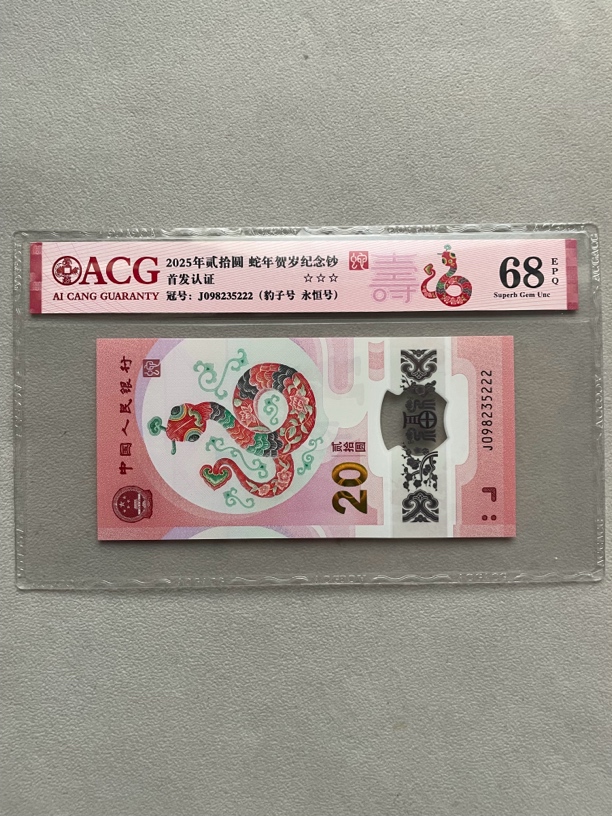 ACG
AI CANG GUARANTY
2025年贰拾圆 蛇年贺岁纪念钞
首发认证 ☆☆☆
冠号：J098235222（豹子号 永恒号）
壽
68
EPQ
Superb Gem Unc
中国人民银行
贰拾圆
20
J098235222